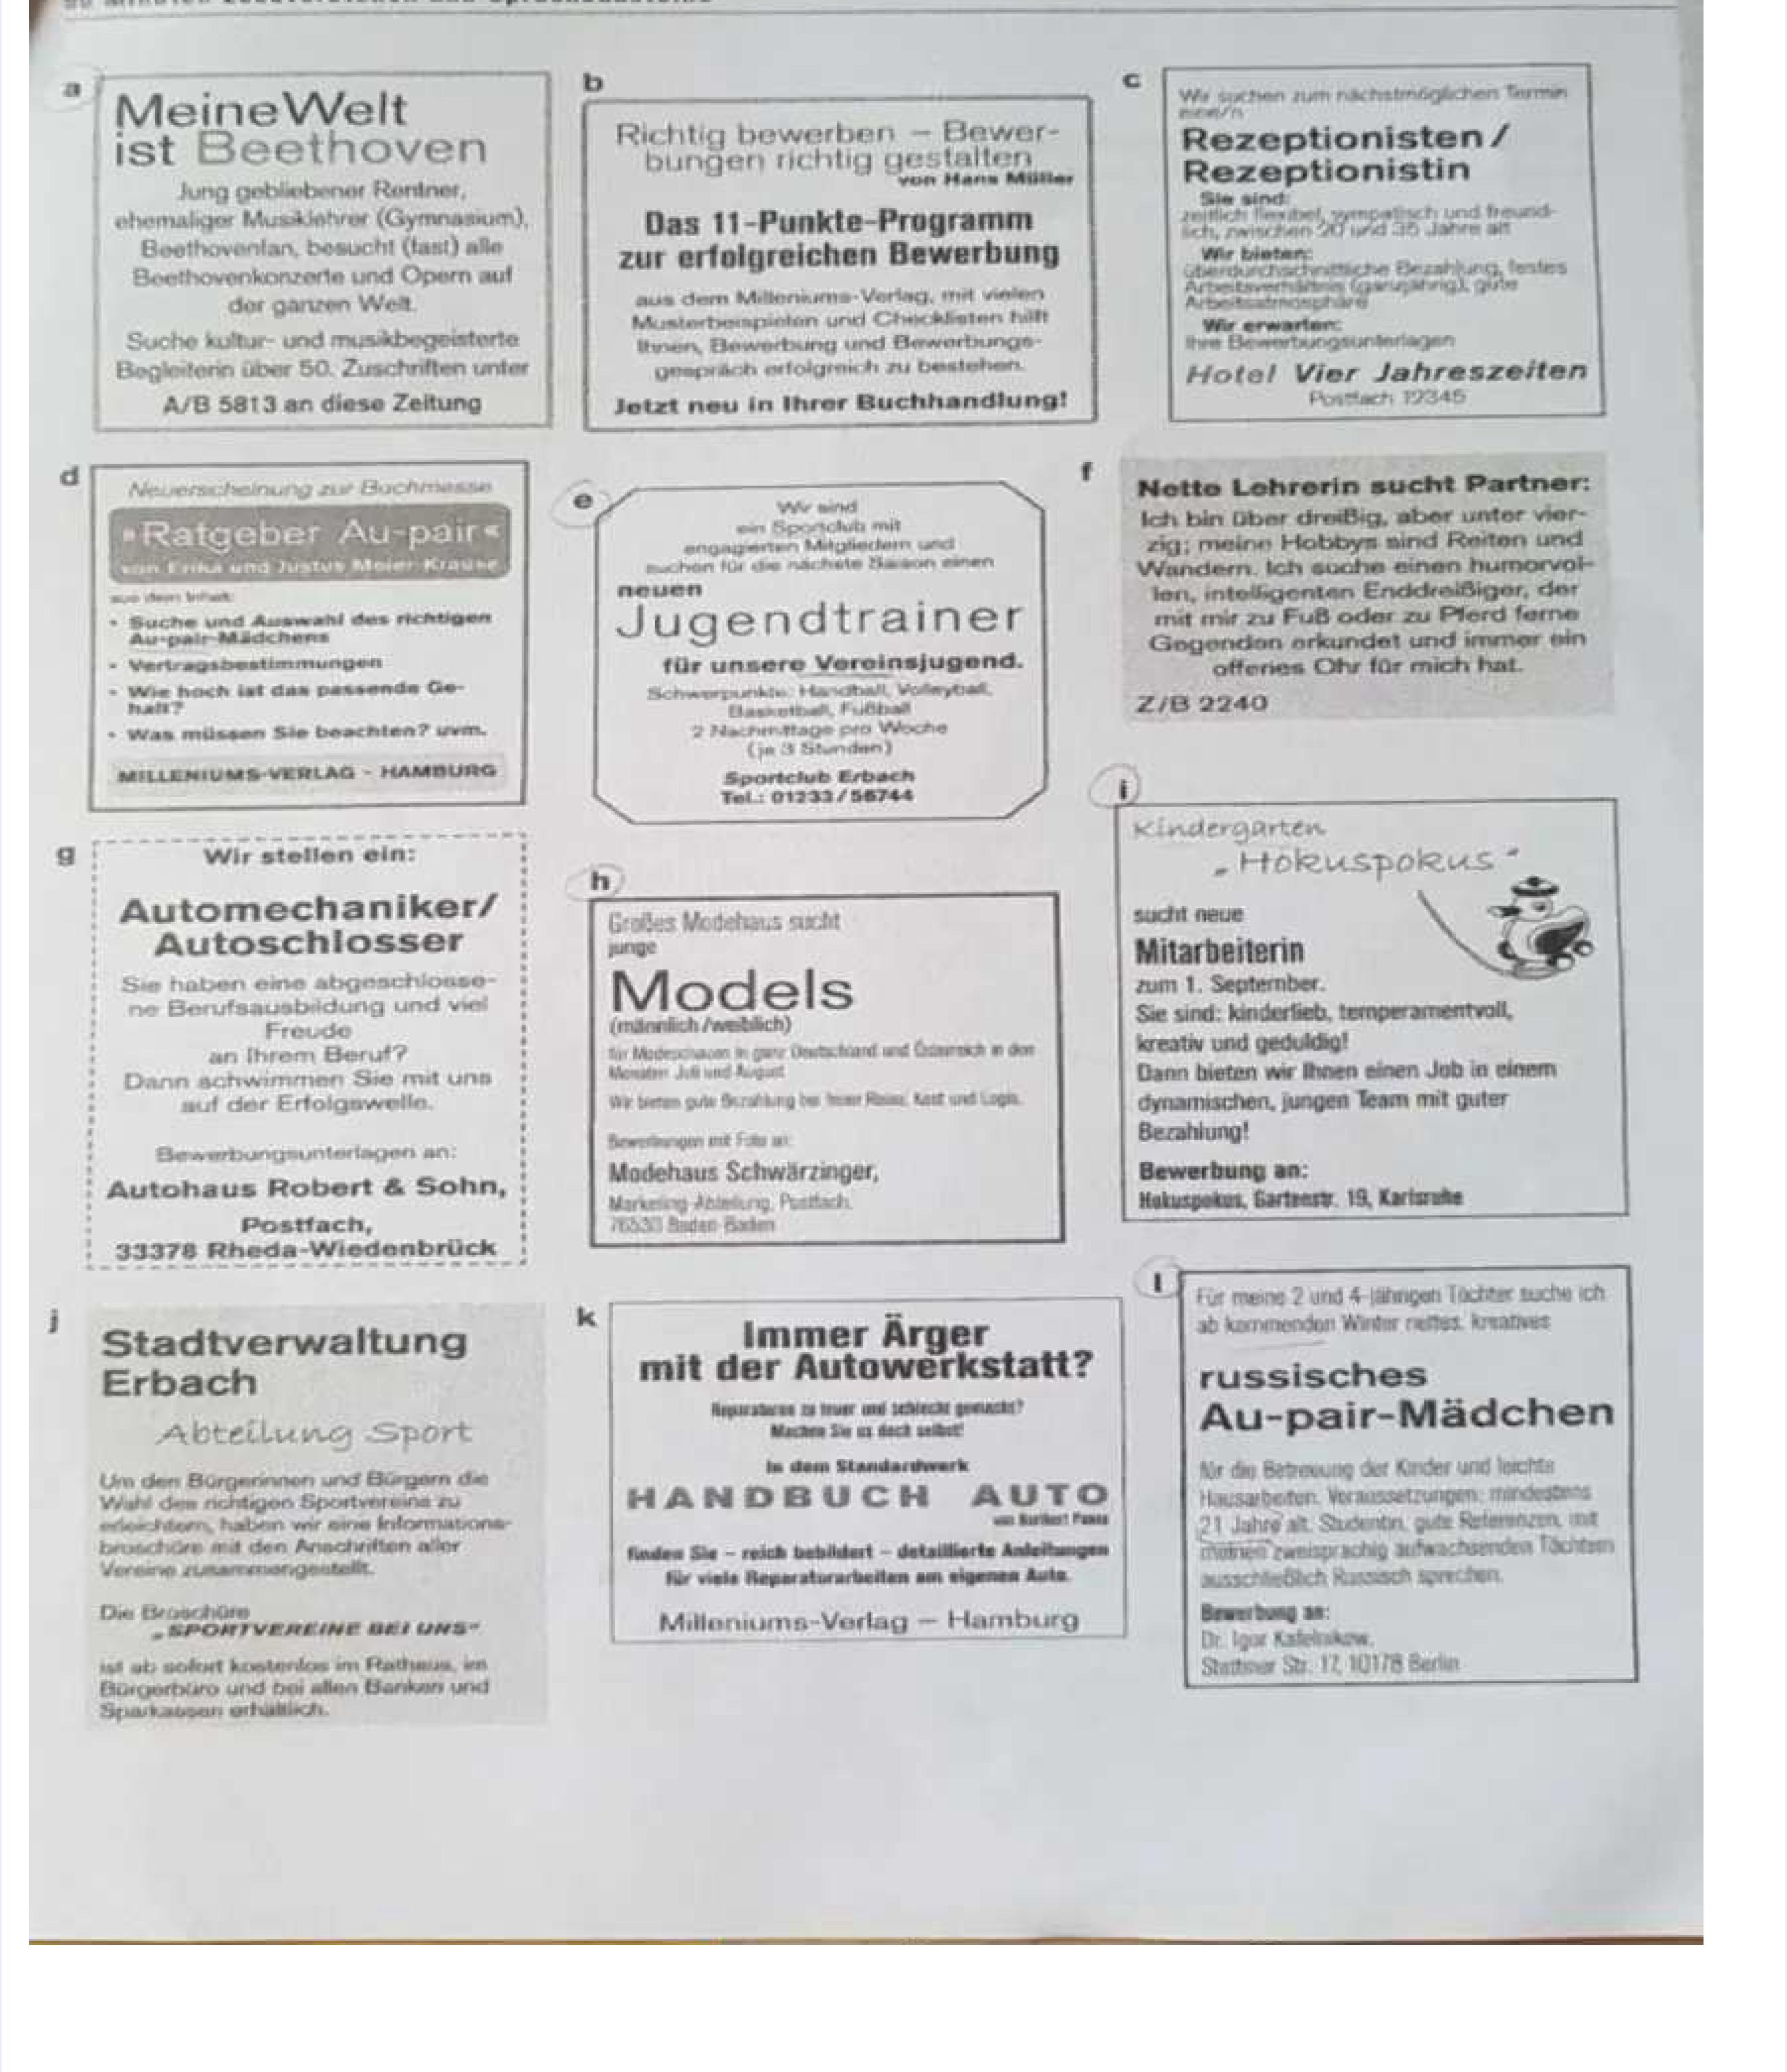 a
Meine Welt
ist Beethoven
Jung gebliebener Rentner,
ehemaliger Musiklehrer (Gymnasium),
Beethovenfan, besucht (fast) alle
Beethovenkonzerte und Opern auf
der ganzen Welt.
Suche kultur- und musikbegeisterte
Begleiterin über 50. Zuschriften unter
A/B 5813 an diese Zeitung
b
Richtig bewerben – Bewer-
bungen richtig gestalten
von Hans Müller
Das 11-Punkte-Programm
zur erfolgreichen Bewerbung
aus dem Milleniums-Verlag, mit vielen
Musterbeispielen und Checklisten hilft
Ihnen, Bewerbung und Bewerbungs-
gespräch erfolgreich zu bestehen.
Jetzt neu in Ihrer Buchhandlung!
c
Wir suchen zum nächstmöglichen Termin
eine/n
Rezeptionisten /
Rezeptionistin
Sie sind:
zeitlich flexibel, sympatisch und freund-
lich, zwischen 20 und 35 Jahre alt
Wir bieten:
überdurchschnittliche Bezahlung, festes
Arbeitsverhältnis (ganzjährig), gute
Arbeitsatmosphäre
Wir erwarten:
Ihre Bewerbungsunterlagen
Hotel Vier Jahreszeiten
Postfach 12345
d
Neuerscheinung zur Buchmesse
»Ratgeber Au-pair«
von Erika und Justus Meier-Krause
aus dem Inhalt:
• Suche und Auswahl des richtigen
Au-pair-Mädchens
• Vertragsbestimmungen
• Wie hoch ist das passende Ge-
halt?
• Was müssen Sie beachten? uvm.
MILLENIUMS-VERLAG - HAMBURG
e
Wir sind
ein Sportclub mit
engagierten Mitgliedern und
suchen für die nächste Saison einen
neuen
Jugendtrainer
für unsere Vereinsjugend.
Schwerpunkte: Handball, Volleyball,
Basketball, Fußball
2 Nachmittage pro Woche
(je 3 Stunden)
Sportclub Erbach
Tel.: 01233/56744
f
Nette Lehrerin sucht Partner:
Ich bin über dreißig, aber unter vier-
zig; meine Hobbys sind Reiten und
Wandern. Ich suche einen humorvol-
len, intelligenten Enddreißiger, der
mit mir zu Fuß oder zu Pferd ferne
Gegenden erkundet und immer ein
offenes Ohr für mich hat.
Z/B 2240
g
Wir stellen ein:
Automechaniker/
Autoschlosser
Sie haben eine abgeschlosse-
ne Berufsausbildung und viel
Freude
an Ihrem Beruf?
Dann schwimmen Sie mit uns
auf der Erfolgswelle.
Bewerbungsunterlagen an:
Autohaus Robert & Sohn,
Postfach,
33378 Rheda-Wiedenbrück
h
Großes Modehaus sucht
junge
Models
(männlich/weiblich)
für Modeschauen in ganz Deutschland und Österreich in den
Monaten Juli und August
Wir bieten gute Bezahlung bei freier Reise, Kost und Logis.
Bewerbungen mit Foto an:
Modehaus Schwärzinger,
Marketing-Abteilung, Postfach,
76530 Baden-Baden
i
Kindergarten
„Hokuspokus"
sucht neue
Mitarbeiterin
zum 1. September.
Sie sind: kinderlieb, temperamentvoll,
kreativ und geduldig!
Dann bieten wir Ihnen einen Job in einem
dynamischen, jungen Team mit guter
Bezahlung!
Bewerbung an:
Hokuspokus, Gartenstr. 19, Karlsruhe
j
Stadtverwaltung
Erbach
Abteilung Sport
Um den Bürgerinnen und Bürgern die
Wahl des richtigen Sportvereins zu
erleichtern, haben wir eine Informations-
broschüre mit den Anschriften aller
Vereine zusammengestellt.
Die Broschüre
„SPORTVEREINE BEI UNS"
ist ab sofort kostenlos im Rathaus, im
Bürgerbüro und bei allen Banken und
Sparkassen erhältlich.
k
Immer Ärger
mit der Autowerkstatt?
Reparaturen zu teuer und schlecht gemacht?
Machen Sie es doch selbst!
In dem Standardwerk
HANDBUCH AUTO
von
finden Sie – reich bebildert – detaillierte Anleitungen
für viele Reparaturarbeiten am eigenen Auto.
Milleniums-Verlag – Hamburg
l
Für meine 2 und 4-jährigen Töchter suche ich
ab kommenden Winter nettes, kreatives
russisches
Au-pair-Mädchen
für die Betreuung der Kinder und leichte
Hausarbeiten. Voraussetzungen: mindestens
21 Jahre alt, Studentin, gute Referenzen, mit
meinen zweisprachig aufwachsenden Töchtern
ausschließlich Russisch sprechen.
Bewerbung an:
Dr. Igor Kafelnikow,
Str. 17, 10178 Berlin